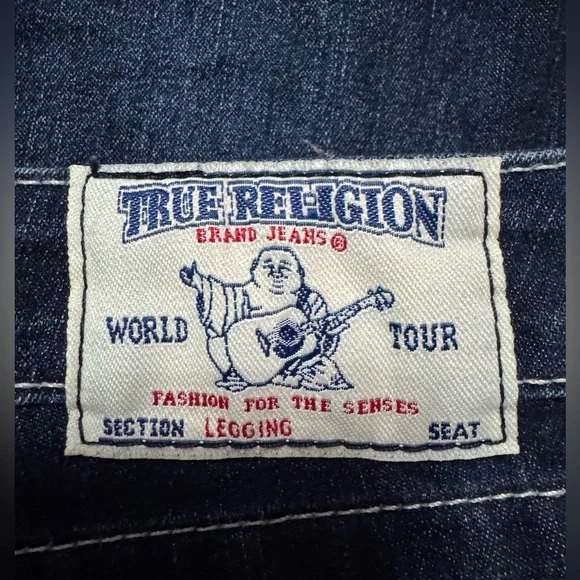 TRUE RELIGION
BRAND JEANS®
WORLD TOUR
FASHION FOR THE SENSES
SECTION LEGGING SEAT